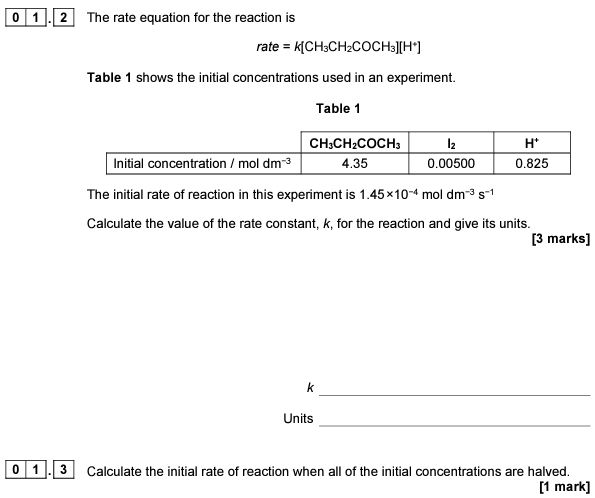 0 1 . 2 The rate equation for the reaction is
rate = k[CH₃CH₂COCH₃][H⁺]
Table 1 shows the initial concentrations used in an experiment.
Table 1
CH₃CH₂COCH₃ I₂ H⁺
Initial concentration / mol dm⁻³ 4.35 0.00500 0.825
The initial rate of reaction in this experiment is 1.45×10⁻⁴ mol dm⁻³ s⁻¹
Calculate the value of the rate constant, k, for the reaction and give its units.
[3 marks]
k
Units
0 1 . 3 Calculate the initial rate of reaction when all of the initial concentrations are halved.
[1 mark]